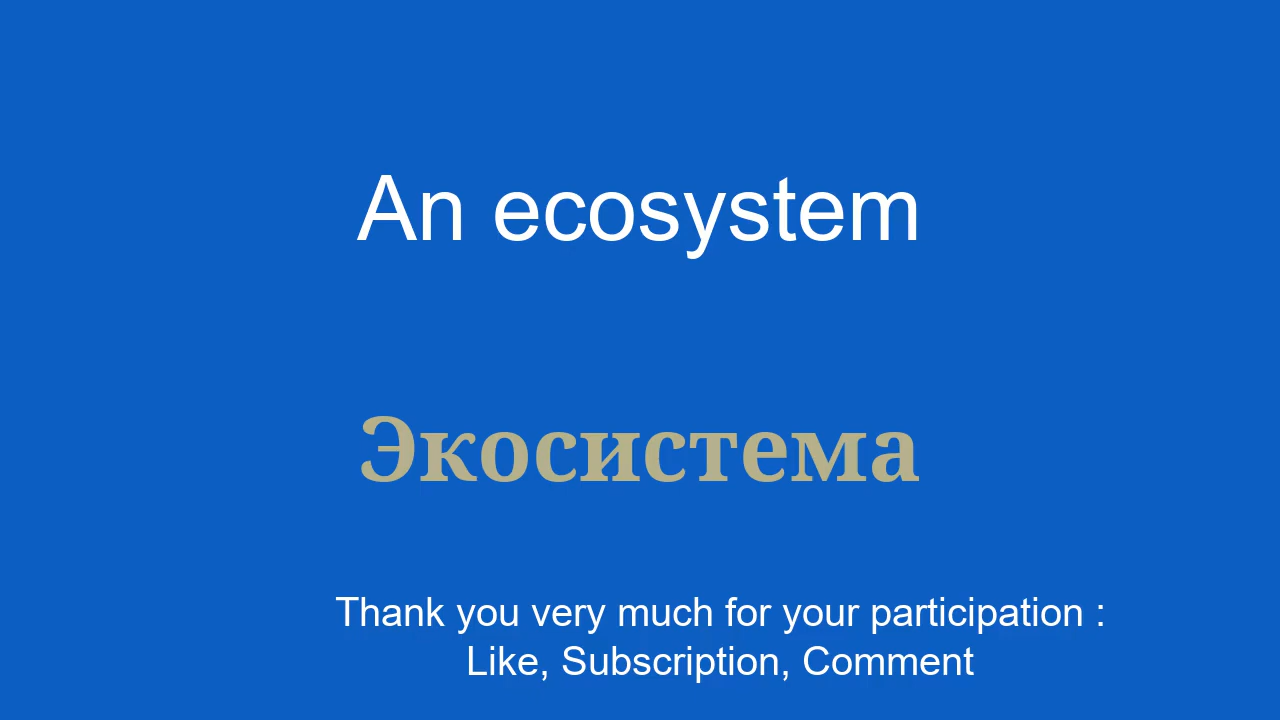 An ecosystem
Экосистема
Thank you very much for your participation :
Like, Subscription, Comment